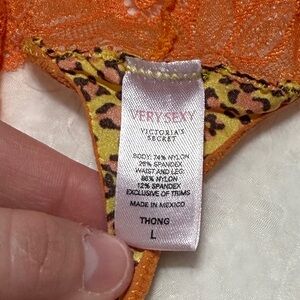 VERY SEXY
VICTORIA'S
SECRET
BODY: 74% NYLON
26% SPANDEX
WAIST AND LEG:
88% NYLON
12% SPANDEX
EXCLUSIVE OF TRIMS
MADE IN MEXICO
THONG
L